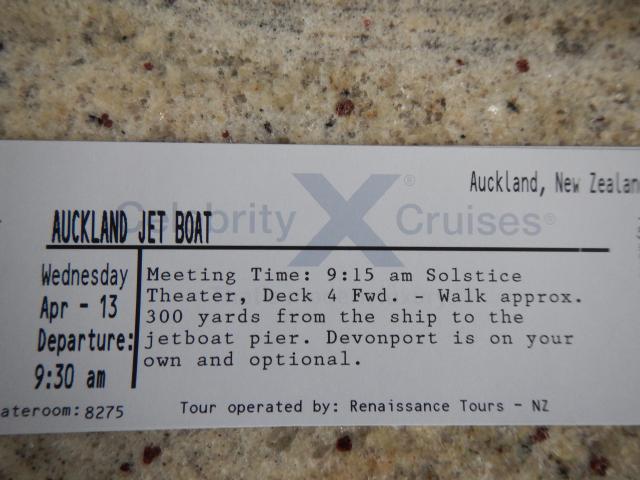 Auckland, New Zealan
Celebrity X Cruises®
AUCKLAND JET BOAT
Wednesday
Apr - 13
Departure:
9:30 am
Meeting Time: 9:15 am Solstice
Theater, Deck 4 Fwd. - Walk approx.
300 yards from the ship to the
jetboat pier. Devonport is on your
own and optional.
ateroom: 8275
Tour operated by: Renaissance Tours - NZ